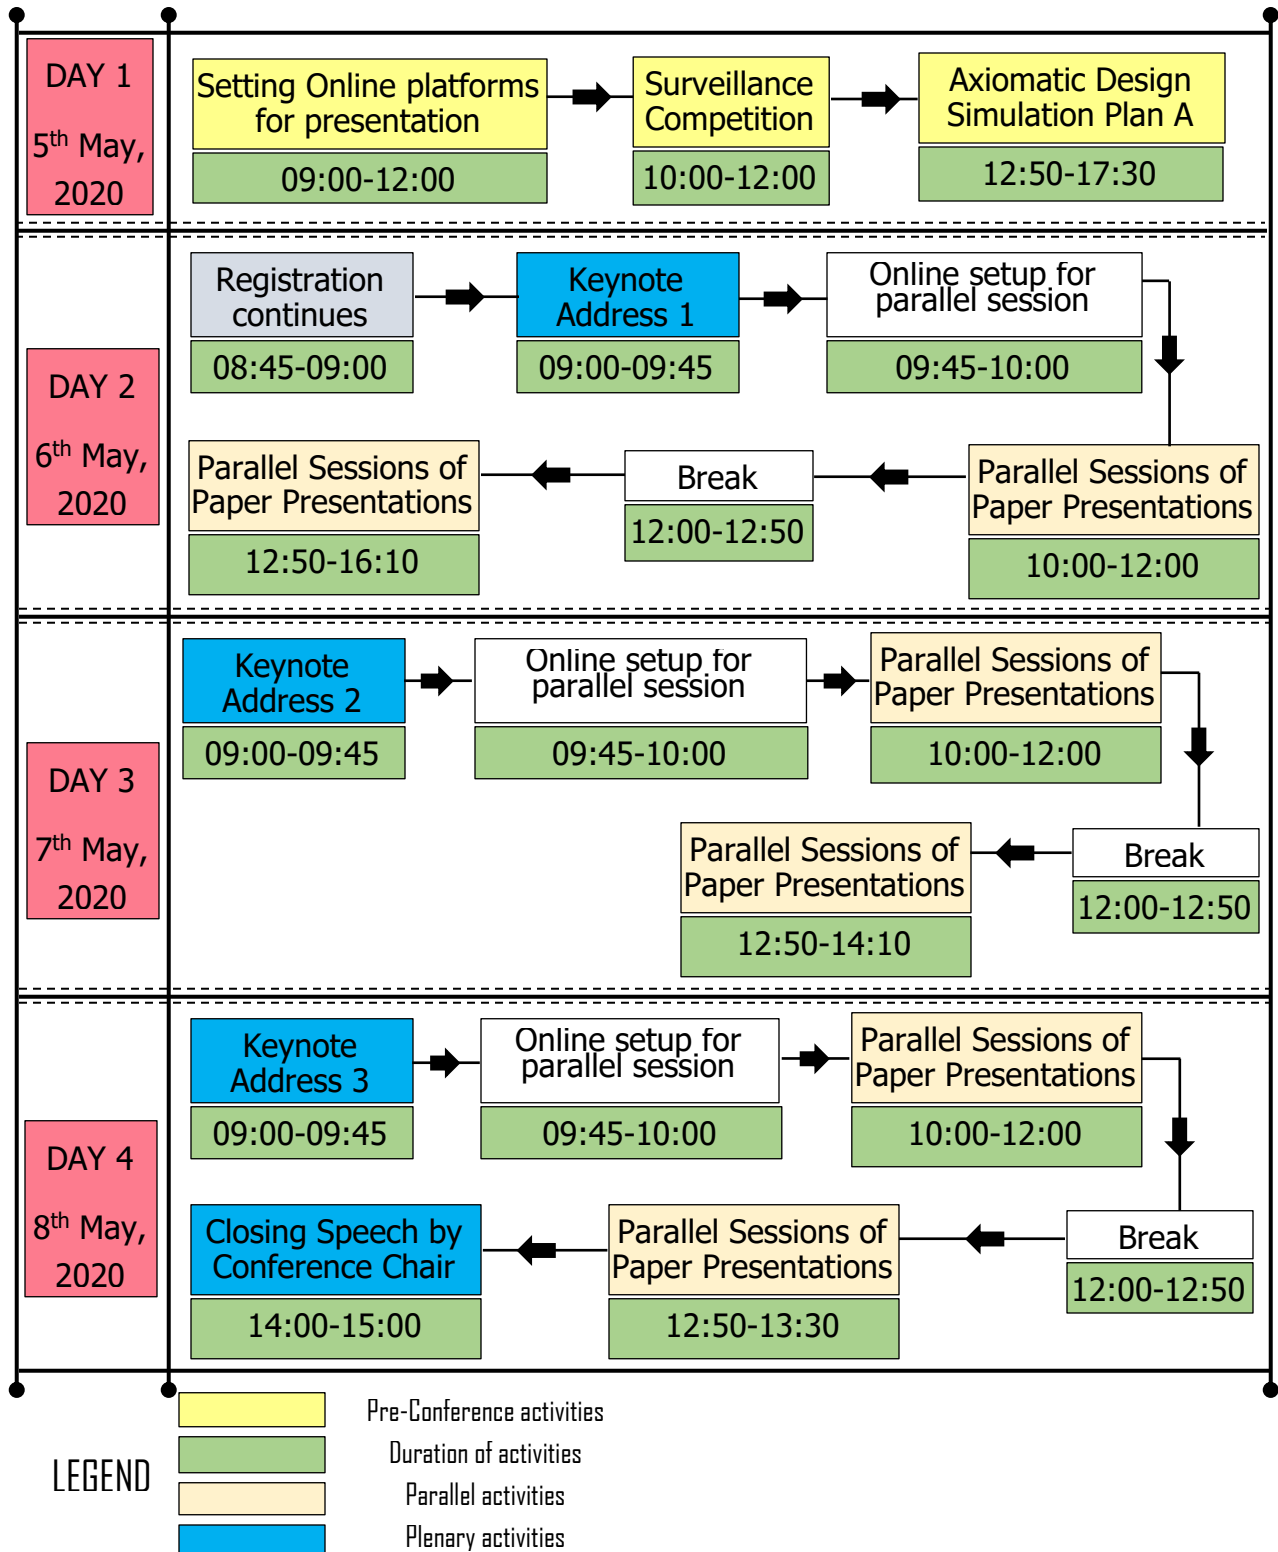 DAY 1
5th May,
2020
Setting Online platforms
for presentation
09:00-12:00
Surveillance
Competition
10:00-12:00
Axiomatic Design
Simulation Plan A
12:50-17:30
DAY 2
6th May,
2020
Registration
continues
08:45-09:00
Keynote
Address 1
09:00-09:45
Online setup for
parallel session
09:45-10:00
Parallel Sessions of
Paper Presentations
10:00-12:00
Break
12:00-12:50
Parallel Sessions of
Paper Presentations
12:50-16:10
DAY 3
7th May,
2020
Keynote
Address 2
09:00-09:45
Online setup for
parallel session
09:45-10:00
Parallel Sessions of
Paper Presentations
10:00-12:00
Break
12:00-12:50
Parallel Sessions of
Paper Presentations
12:50-14:10
DAY 4
8th May,
2020
Keynote
Address 3
09:00-09:45
Online setup for
parallel session
09:45-10:00
Parallel Sessions of
Paper Presentations
10:00-12:00
Break
12:00-12:50
Parallel Sessions of
Paper Presentations
12:50-13:30
Closing Speech by
Conference Chair
14:00-15:00
LEGEND
Pre-Conference activities
Duration of activities
Parallel activities
Plenary activities